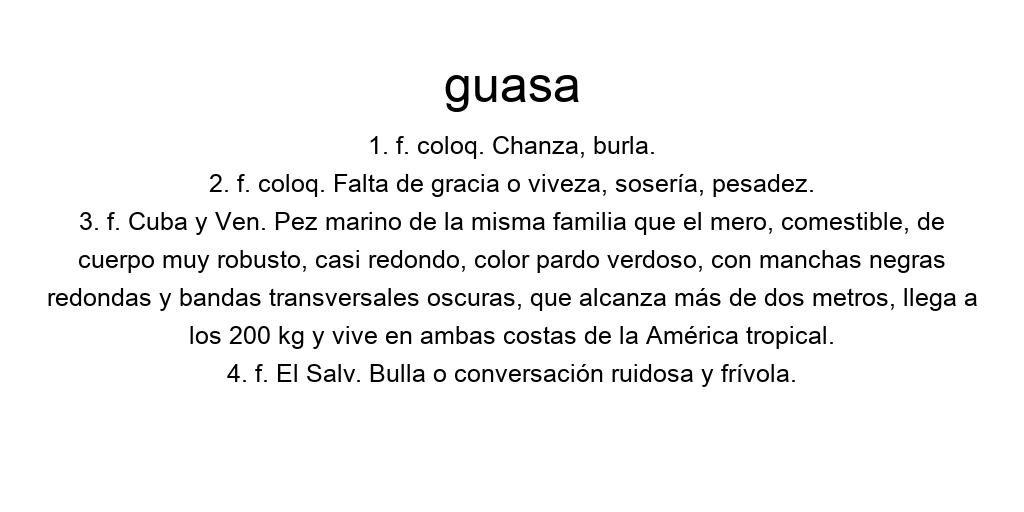 guasa
1. f. coloq. Chanza, burla.
2. f. coloq. Falta de gracia o viveza, sosería, pesadez.
3. f. Cuba y Ven. Pez marino de la misma familia que el mero, comestible, de
cuerpo muy robusto, casi redondo, color pardo verdoso, con manchas negras
redondas y bandas transversales oscuras, que alcanza más de dos metros, llega a
los 200 kg y vive en ambas costas de la América tropical.
4. f. El Salv. Bulla o conversación ruidosa y frívola.